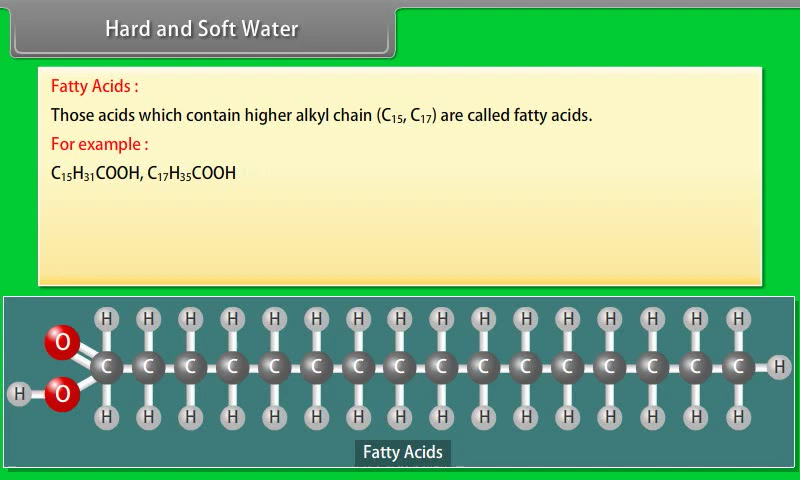 Hard and Soft Water
Fatty Acids :
Those acids which contain higher alkyl chain (C₁₅, C₁₇) are called fatty acids.
For example :
C₁₅H₃₁COOH, C₁₇H₃₅COOH
H H H H H H H H H H H H H H H H
O
C C C C C C C C C C C C C C C C H
H O
H H H H H H H H H H H H H H H H
Fatty Acids